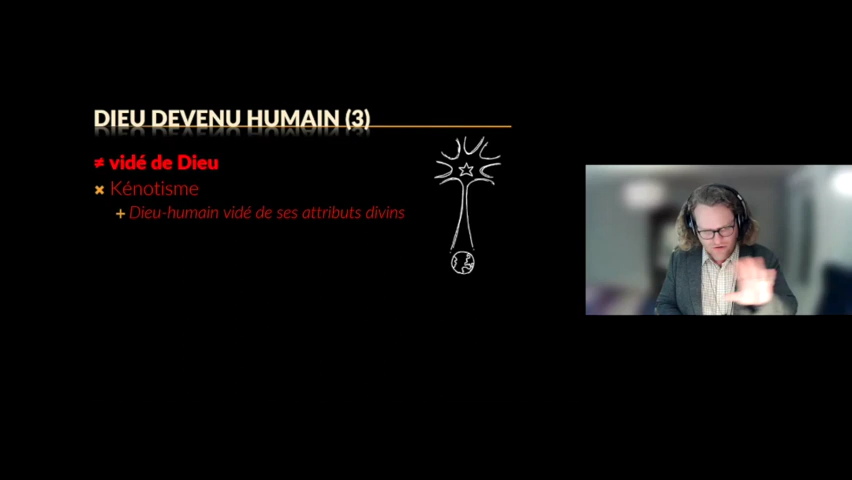 DIEU DEVENU HUMAIN (3)
≠ vidé de Dieu
Kénotisme
Dieu-humain vidé de ses attributs divins